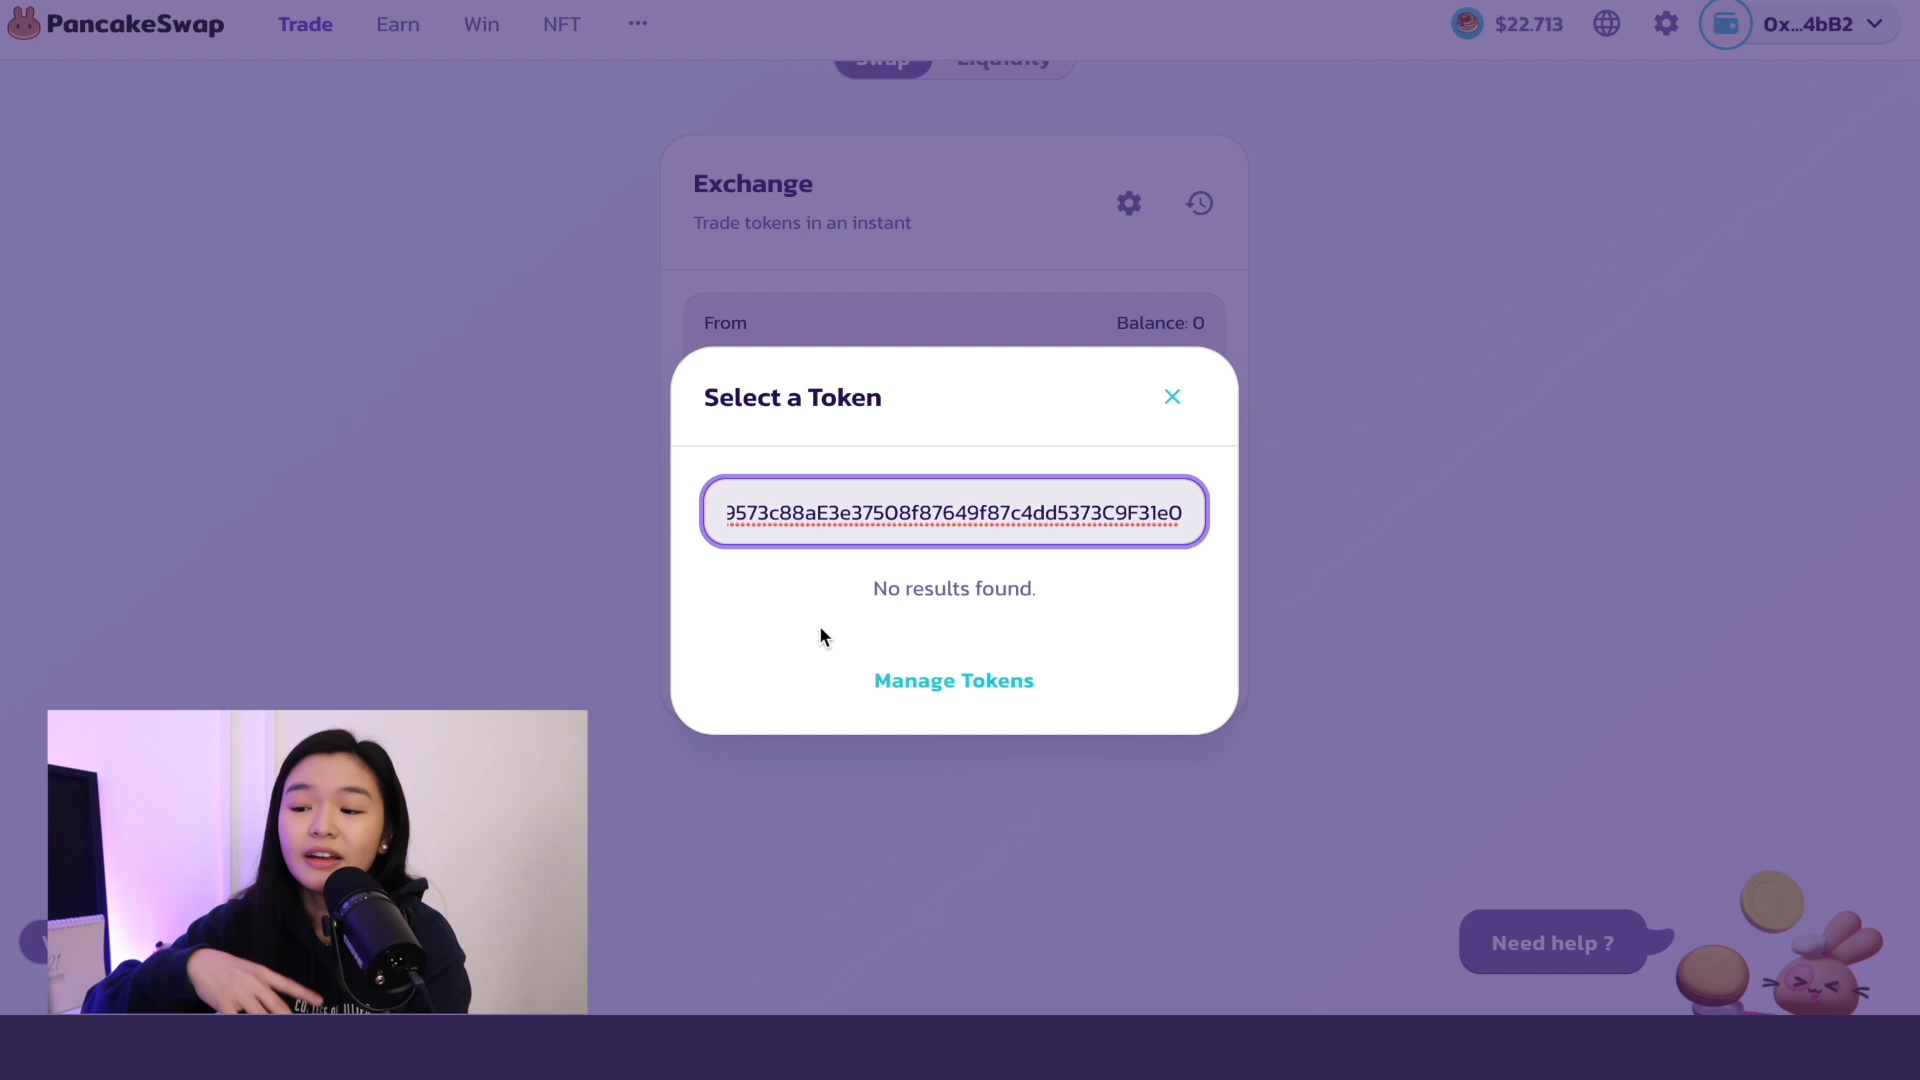 PancakeSwap
Trade
Earn
Win
NFT
$22.713
0x...4bB2
Swap
Liquidity
Exchange
Trade tokens in an instant
From
Balance: 0
Select a Token
9573c88aE3e37508f87649f87c4dd5373C9F31e0
No results found.
Manage Tokens
Need help ?